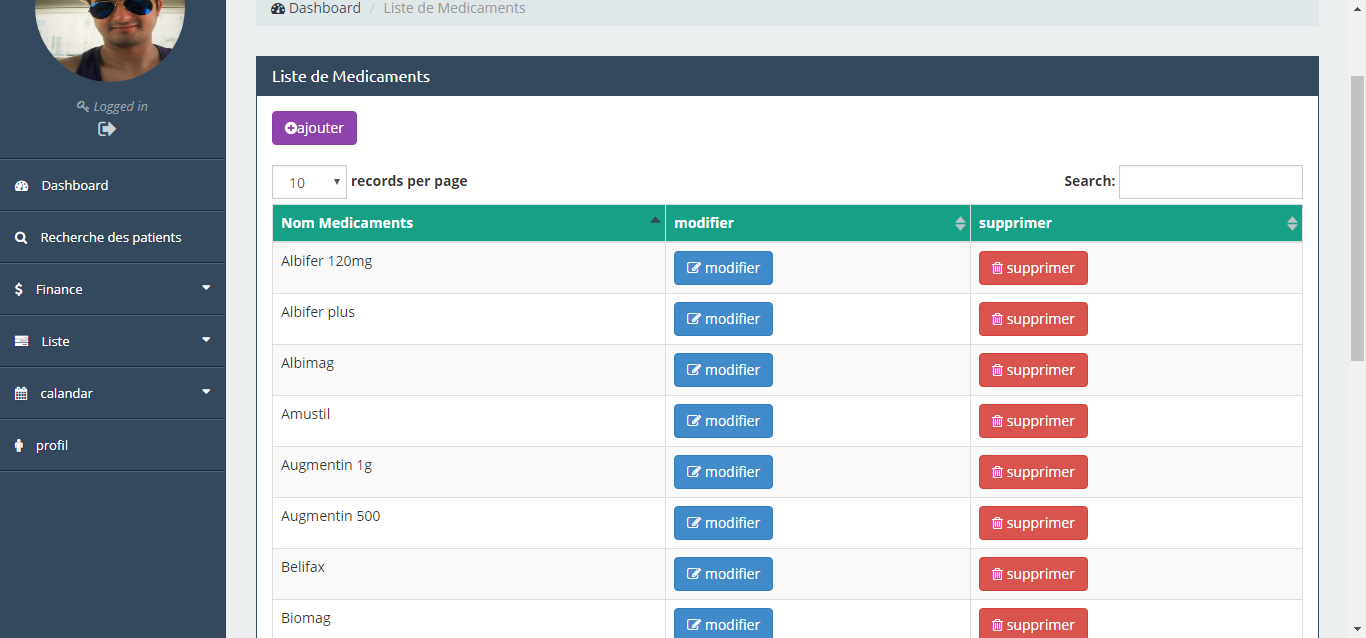 Dashboard / Liste de Medicaments
Logged in
Dashboard
Recherche des patients
Finance
Liste
calandar
profil
Liste de Medicaments
ajouter
10 records per page
Search:
Nom Medicaments modifier supprimer
Albifer 120mg modifier supprimer
Albifer plus modifier supprimer
Albimag modifier supprimer
Amustil modifier supprimer
Augmentin 1g modifier supprimer
Augmentin 500 modifier supprimer
Belifax modifier supprimer
Biomag modifier supprimer